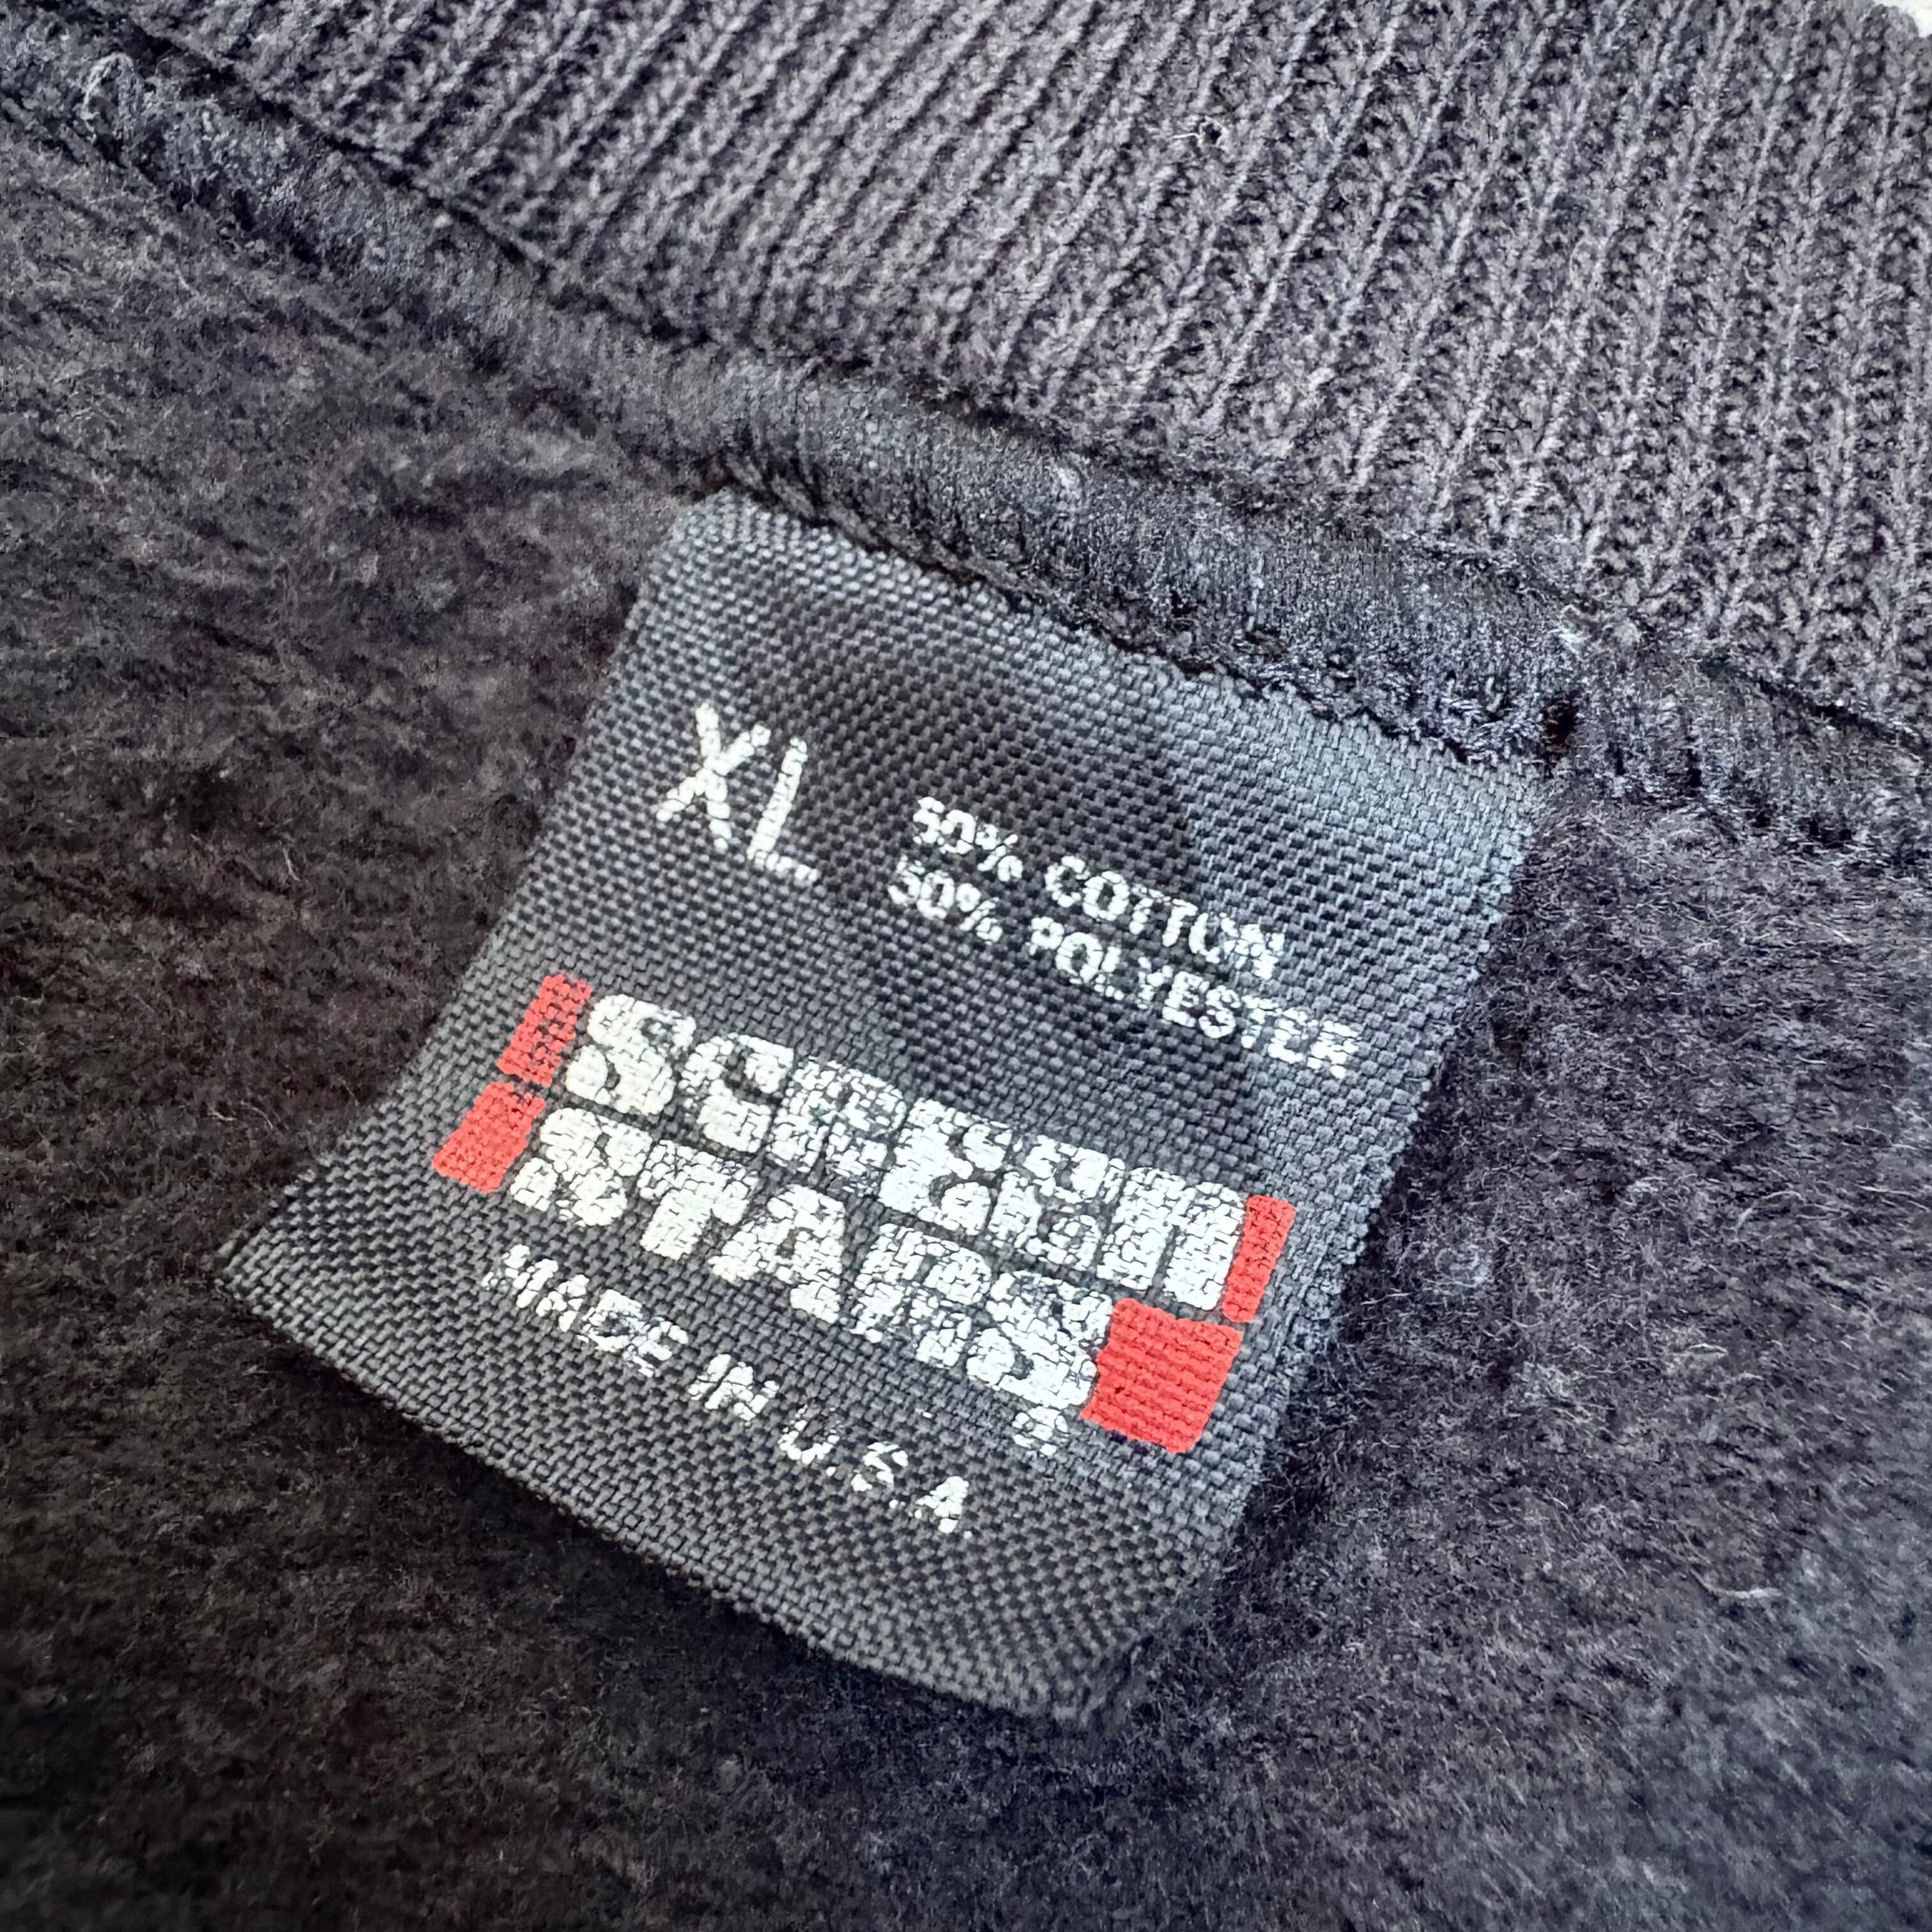 XL
50% COTTON
50% POLYESTER
SCREEN
STARS
®
MADE IN U.S.A.